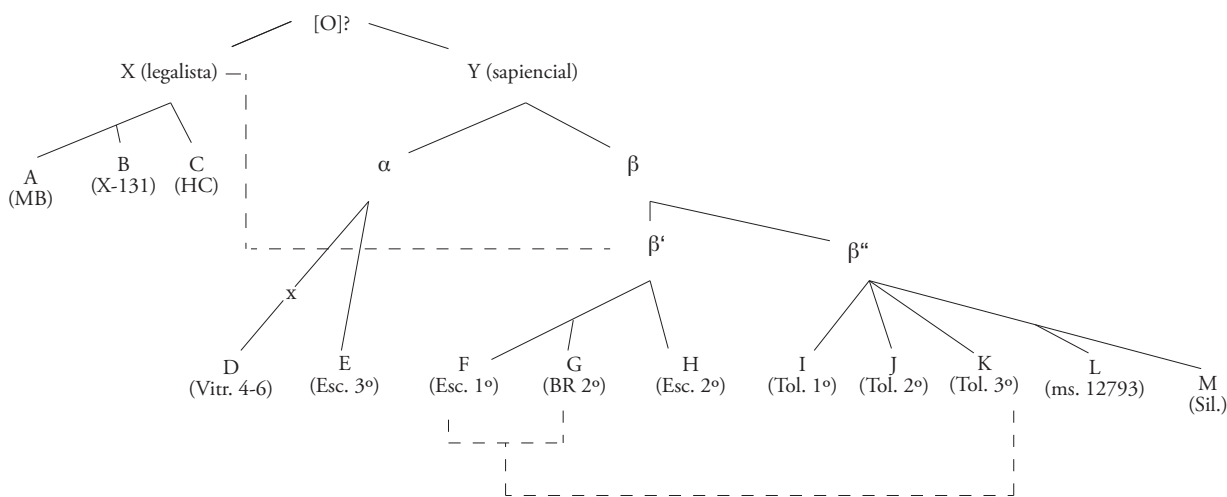 [O]?
X (legalista)
Y (sapiencial)
α
β
A
(MB)
B
(X-131)
C
(HC)
β‘
β“
x
D
(Vitr. 4-6)
E
(Esc. 3º)
F
(Esc. 1º)
G
(BR 2º)
H
(Esc. 2º)
I
(Tol. 1º)
J
(Tol. 2º)
K
(Tol. 3º)
L
(ms. 12793)
M
(Sil.)